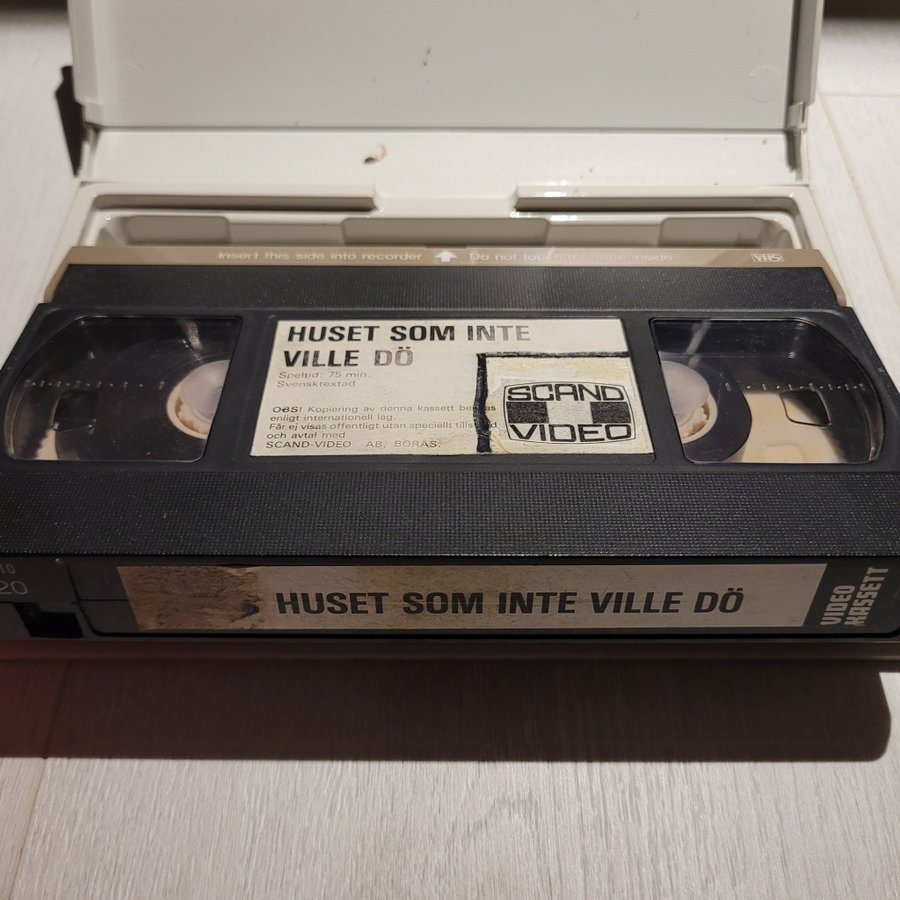 Insert this side into recorder Do not touch the tape inside VHS
HUSET SOM INTE
VILLE DÖ
Speltid: 75 min.
Svensktextad
OBS! Kopiering av denna kassett
enligt internationell lag.
Får ej visas offentligt utan speciellt
och avtal med
SCAND-VIDEO AB, BORÅS.
SCAND
VIDEO
10
20
HUSET SOM INTE VILLE DÖ
VIDEO
KASSETT